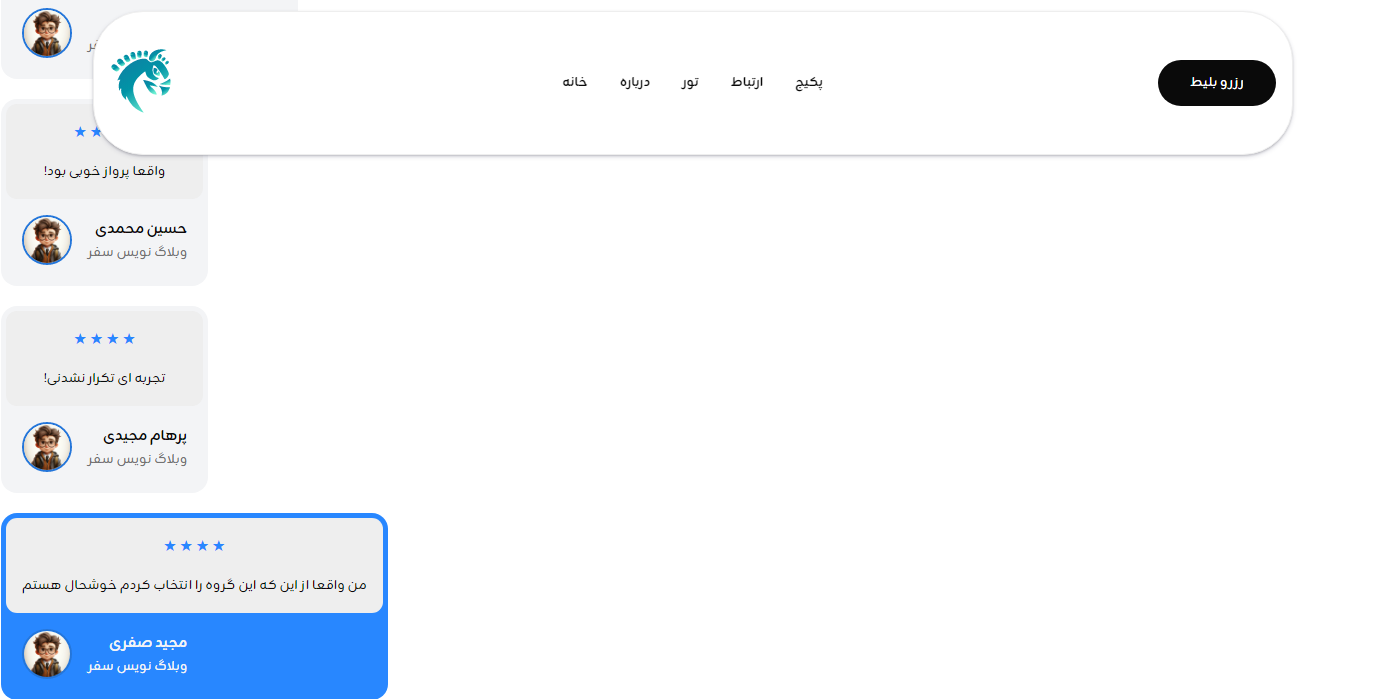 رزرو بلیط
پکیج
ارتباط
تور
درباره
خانه
واقعا پرواز خوبی بود!
حسین محمدی
وبلاگ نویس سفر
تجربه ای تکرار نشدنی!
پرهام مجیدی
وبلاگ نویس سفر
من واقعا از این که این گروه را انتخاب کردم خوشحال هستم
مجید صفری
وبلاگ نویس سفر